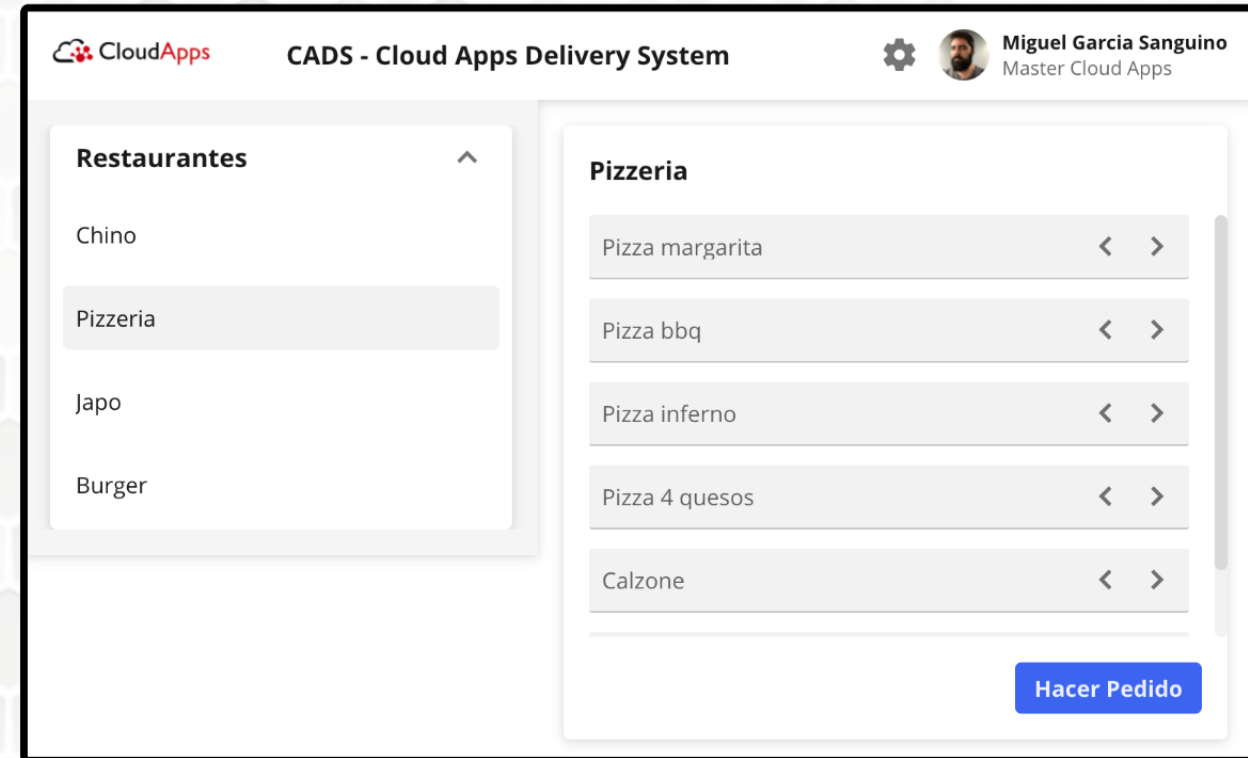 CloudApps
CADS - Cloud Apps Delivery System
Miguel Garcia Sanguino
Master Cloud Apps
Restaurantes
Chino
Pizzeria
Japo
Burger
Pizzeria
Pizza margarita
Pizza bbq
Pizza inferno
Pizza 4 quesos
Calzone
Hacer Pedido